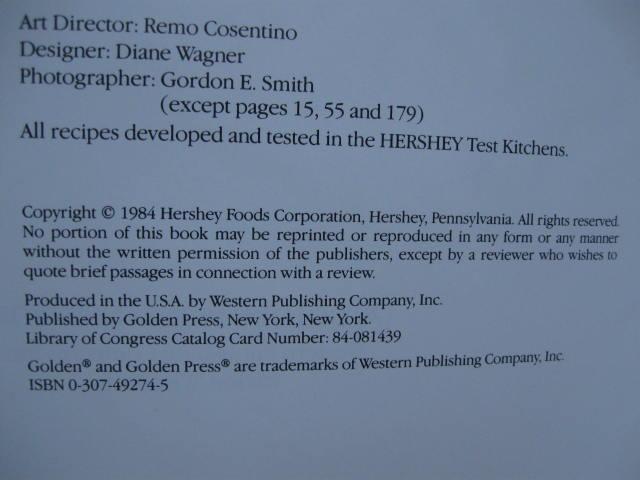 Art Director: Remo Cosentino
Designer: Diane Wagner
Photographer: Gordon E. Smith
(except pages 15, 55 and 179)
All recipes developed and tested in the HERSHEY Test Kitchens.
Copyright © 1984 Hershey Foods Corporation, Hershey, Pennsylvania. All rights reserved.
No portion of this book may be reprinted or reproduced in any form or any manner
without the written permission of the publishers, except by a reviewer who wishes to
quote brief passages in connection with a review.
Produced in the U.S.A. by Western Publishing Company, Inc.
Published by Golden Press, New York, New York.
Library of Congress Catalog Card Number: 84-081439
Golden® and Golden Press® are trademarks of Western Publishing Company, Inc.
ISBN 0-307-49274-5